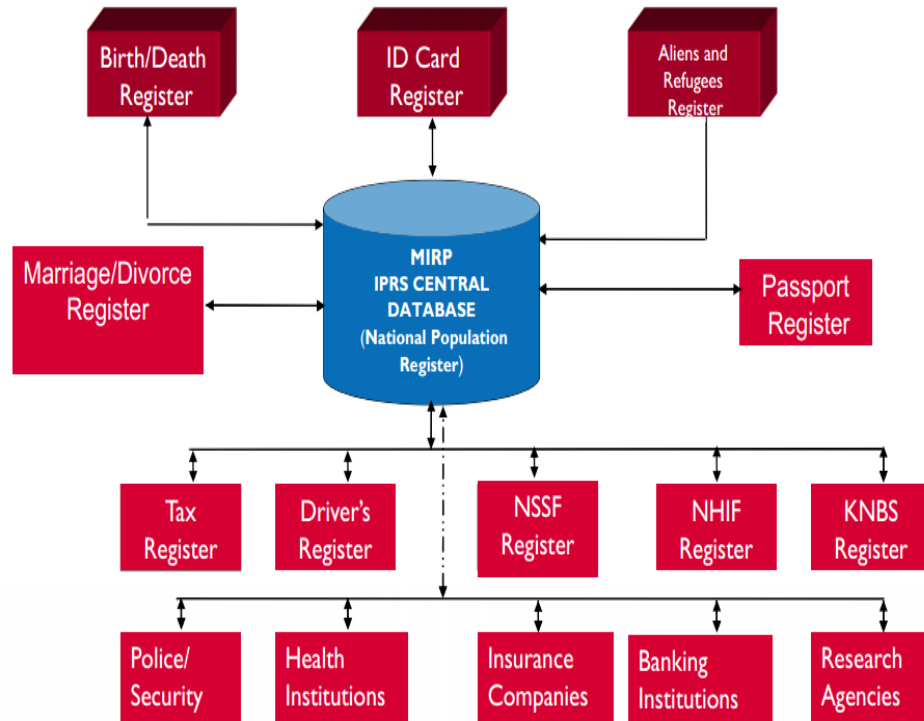 Birth/Death
Register
ID Card
Register
Aliens and
Refugees
Register
MIRP
IPRS CENTRAL
DATABASE
(National Population
Register)
Marriage/Divorce
Register
Passport
Register
Tax
Register
Driver's
Register
NSSF
Register
NHIF
Register
KNBS
Register
Police/
Security
Health
Institutions
Insurance
Companies
Banking
Institutions
Research
Agencies